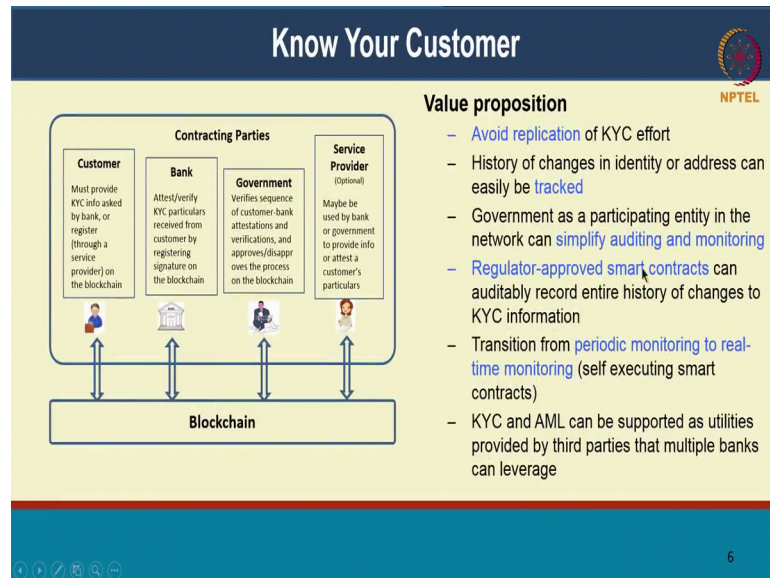 Know Your Customer
NPTEL
Contracting Parties
Customer
Must provide
KYC info asked
by bank, or
register
(through a
service
provider) on
the blockchain
Bank
Attest/verify
KYC particulars
received from
customer by
registering
signature on
the blockchain
Government
Verifies sequence
of customer-bank
attestations and
verifications, and
approves/disappr
oves the process
on the blockchain
Service
Provider
(Optional)
Maybe be
used by bank
or government
to provide info
or attest a
customer's
particulars
Blockchain
Value proposition
– Avoid replication of KYC effort
– History of changes in identity or address can
easily be tracked
– Government as a participating entity in the
network can simplify auditing and monitoring
– Regulator-approved smart contracts can
auditably record entire history of changes to
KYC information
– Transition from periodic monitoring to real-
time monitoring (self executing smart
contracts)
– KYC and AML can be supported as utilities
provided by third parties that multiple banks
can leverage
6